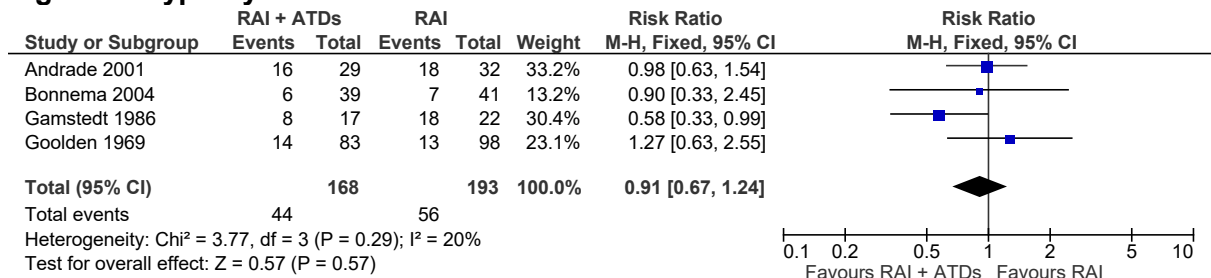 RAI + ATDs RAI Risk Ratio Risk Ratio
Study or Subgroup Events Total Events Total Weight M-H, Fixed, 95% CI M-H, Fixed, 95% CI
Andrade 2001 16 29 18 32 33.2% 0.98 [0.63, 1.54]
Bonnema 2004 6 39 7 41 13.2% 0.90 [0.33, 2.45]
Gamstedt 1986 8 17 18 22 30.4% 0.58 [0.33, 0.99]
Goolden 1969 14 83 13 98 23.1% 1.27 [0.63, 2.55]
Total (95% CI) 168 193 100.0% 0.91 [0.67, 1.24]
Total events 44 56
Heterogeneity: Chi² = 3.77, df = 3 (P = 0.29); I² = 20%
Test for overall effect: Z = 0.57 (P = 0.57)
0.1 0.2 0.5 1 2 5 10
Favours RAI + ATDs Favours RAI